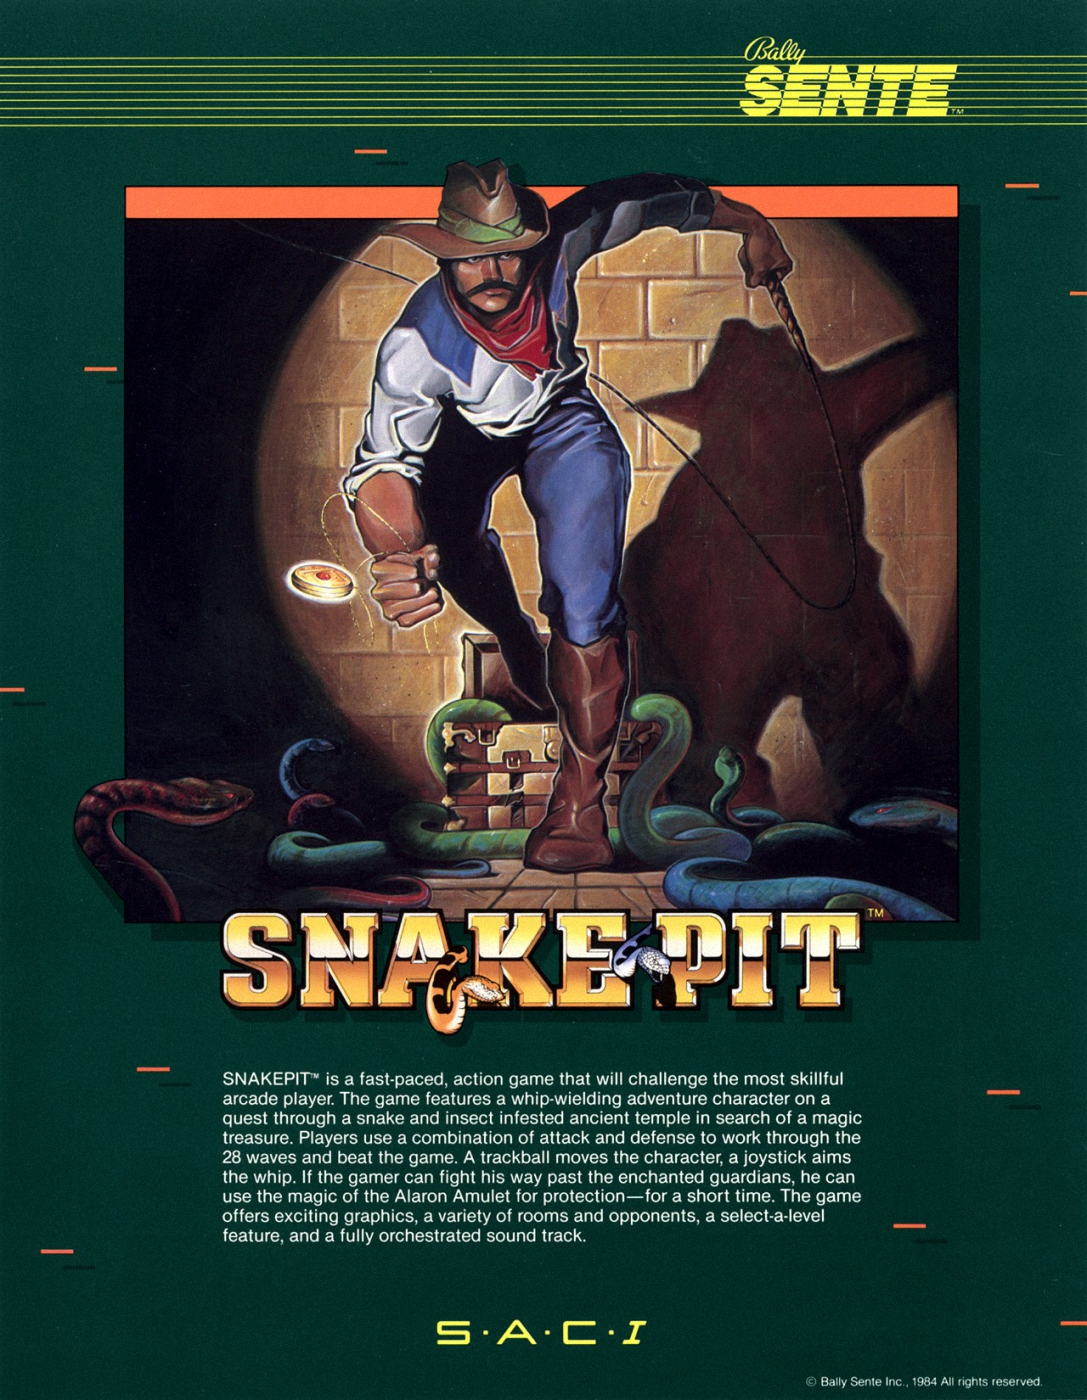 Bally
SENTE™
SNAKE PIT™
SNAKEPIT™ is a fast-paced, action game that will challenge the most skillful
arcade player. The game features a whip-wielding adventure character on a
quest through a snake and insect infested ancient temple in search of a magic
treasure. Players use a combination of attack and defense to work through the
28 waves and beat the game. A trackball moves the character, a joystick aims
the whip. If the gamer can fight his way past the enchanted guardians, he can
use the magic of the Alaron Amulet for protection—for a short time. The game
offers exciting graphics, a variety of rooms and opponents, a select-a-level
feature, and a fully orchestrated sound track.
S·A·C·I
© Bally Sente Inc., 1984 All rights reserved.